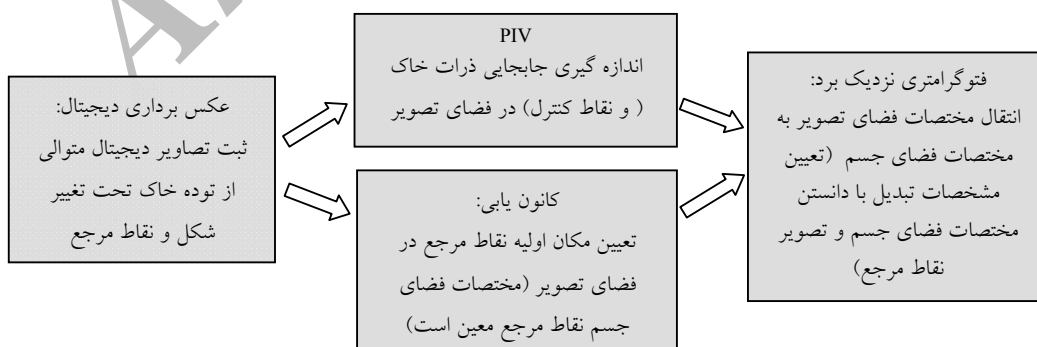 عکس برداری دیجیتال:
ثبت تصاویر دیجیتال متوالی
از توده خاک تحت تغییر
شکل و نقاط مرجع
PIV
اندازه گیری جابجایی ذرات خاک
( و نقاط کنترل) در فضای تصویر
کانون یابی:
تعیین مکان اولیه نقاط مرجع در
فضای تصویر (مختصات فضای
جسم نقاط مرجع معین است)
فتوگرامتری نزدیک برد:
انتقال مختصات فضای تصویر به
مختصات فضای جسم (تعیین
مشخصات تبدیل با دانستن
مختصات فضای جسم و تصویر
نقاط مرجع)